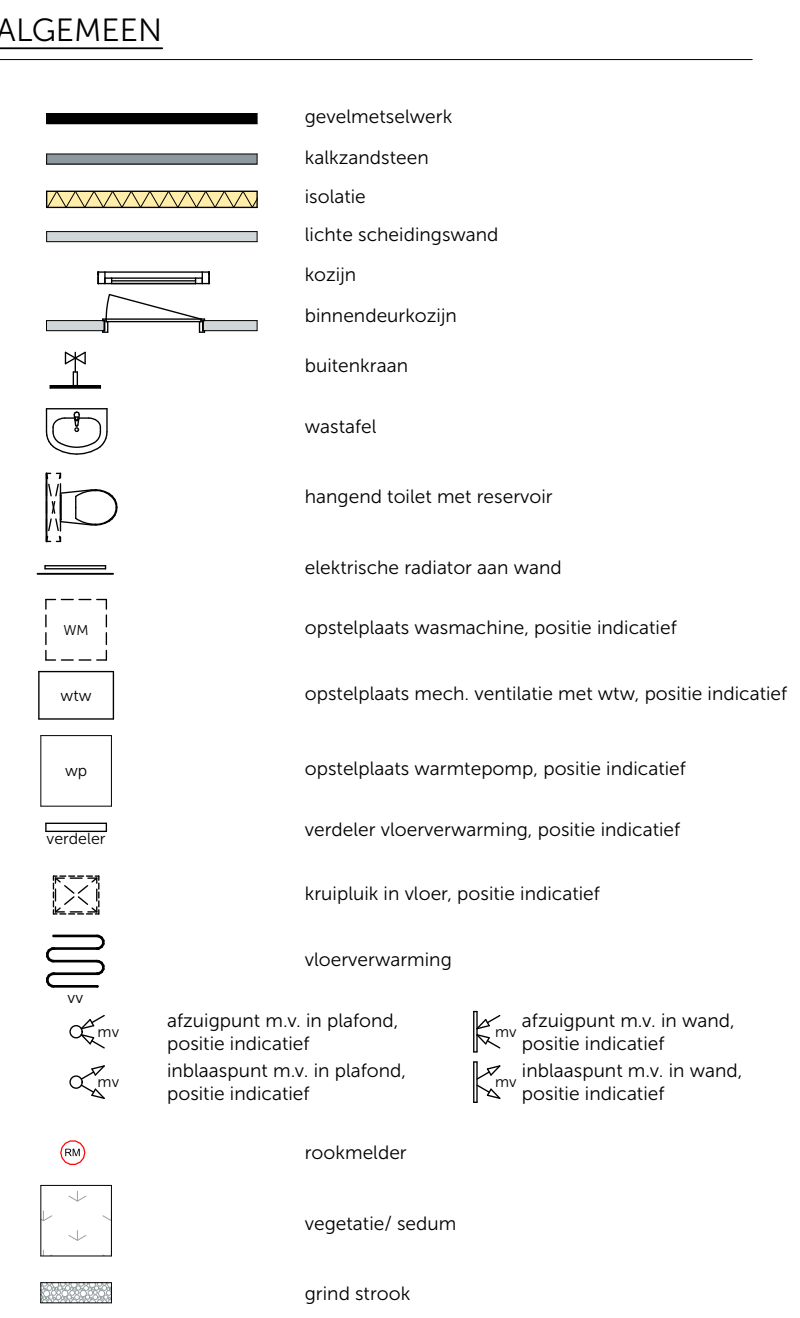 ALGEMEEN
gevelmetselwerk
kalkzandsteen
isolatie
lichte scheidingswand
kozijn
binnendeurkozijn
buitenkraan
wastafel
hangend toilet met reservoir
elektrische radiator aan wand
WM
opstelplaats wasmachine, positie indicatief
wtw
opstelplaats mech. ventilatie met wtw, positie indicatief
wp
opstelplaats warmtepomp, positie indicatief
verdeler
verdeler vloerverwarming, positie indicatief
kruipluik in vloer, positie indicatief
vloerverwarming
vv
mv
afzuigpunt m.v. in plafond,
positie indicatief
mv
afzuigpunt m.v. in wand,
positie indicatief
mv
inblaaspunt m.v. in plafond,
positie indicatief
mv
inblaaspunt m.v. in wand,
positie indicatief
RM
rookmelder
vegetatie/ sedum
grind strook